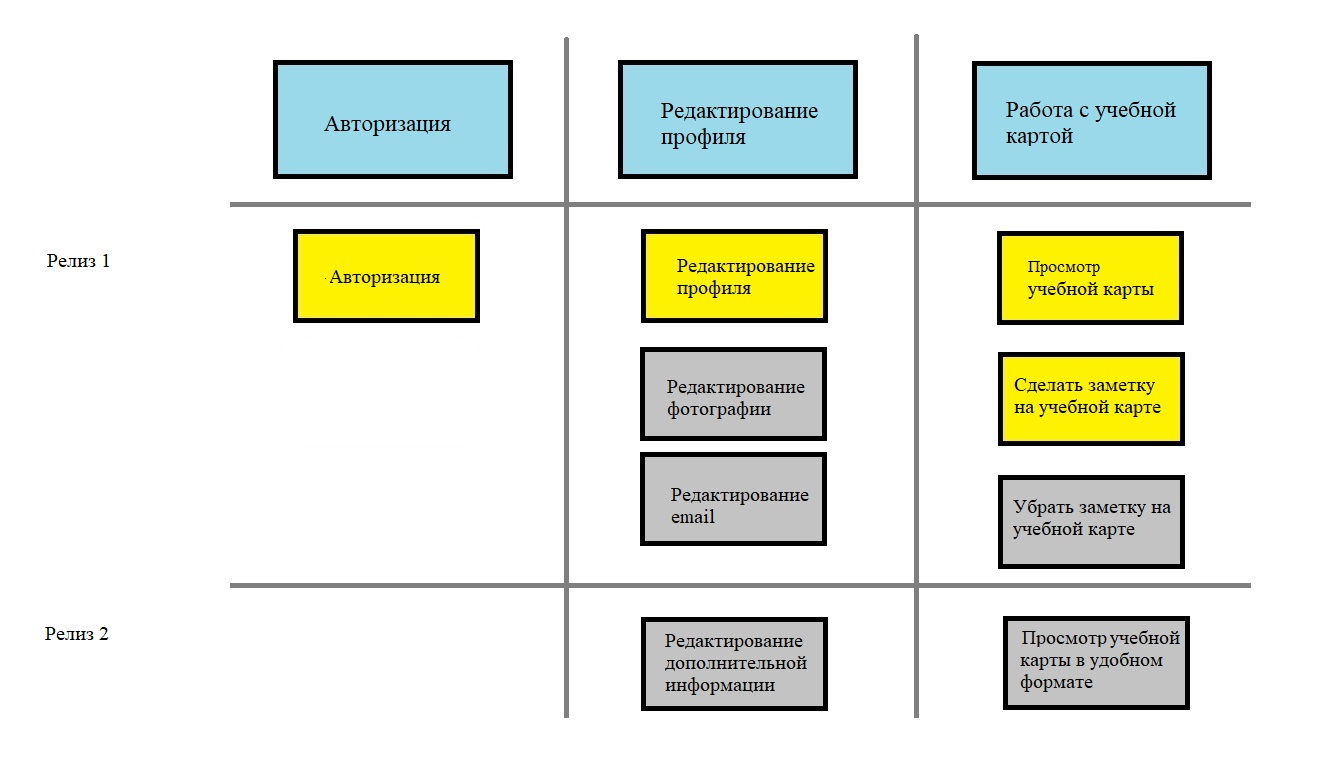 Авторизация
Редактирование
профиля
Работа с учебной
картой
Релиз 1
Авторизация
Редактирование
профиля
Просмотр
учебной карты
Редактирование
фотографии
Сделать заметку
на учебной карте
Редактирование
email
Убрать заметку на
учебной карте
Релиз 2
Редактирование
дополнительной
информации
Просмотр учебной
карты в удобном
формате